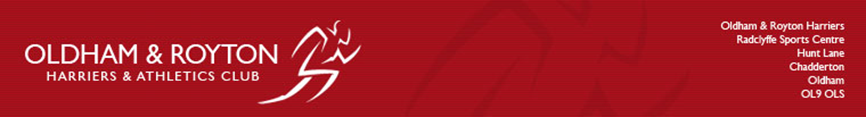 OLDHAM & ROYTON
HARRIERS & ATHLETICS CLUB
Oldham & Royton Harriers
Radclyffe Sports Centre
Hunt Lane
Chadderton
Oldham
OL9 OLS